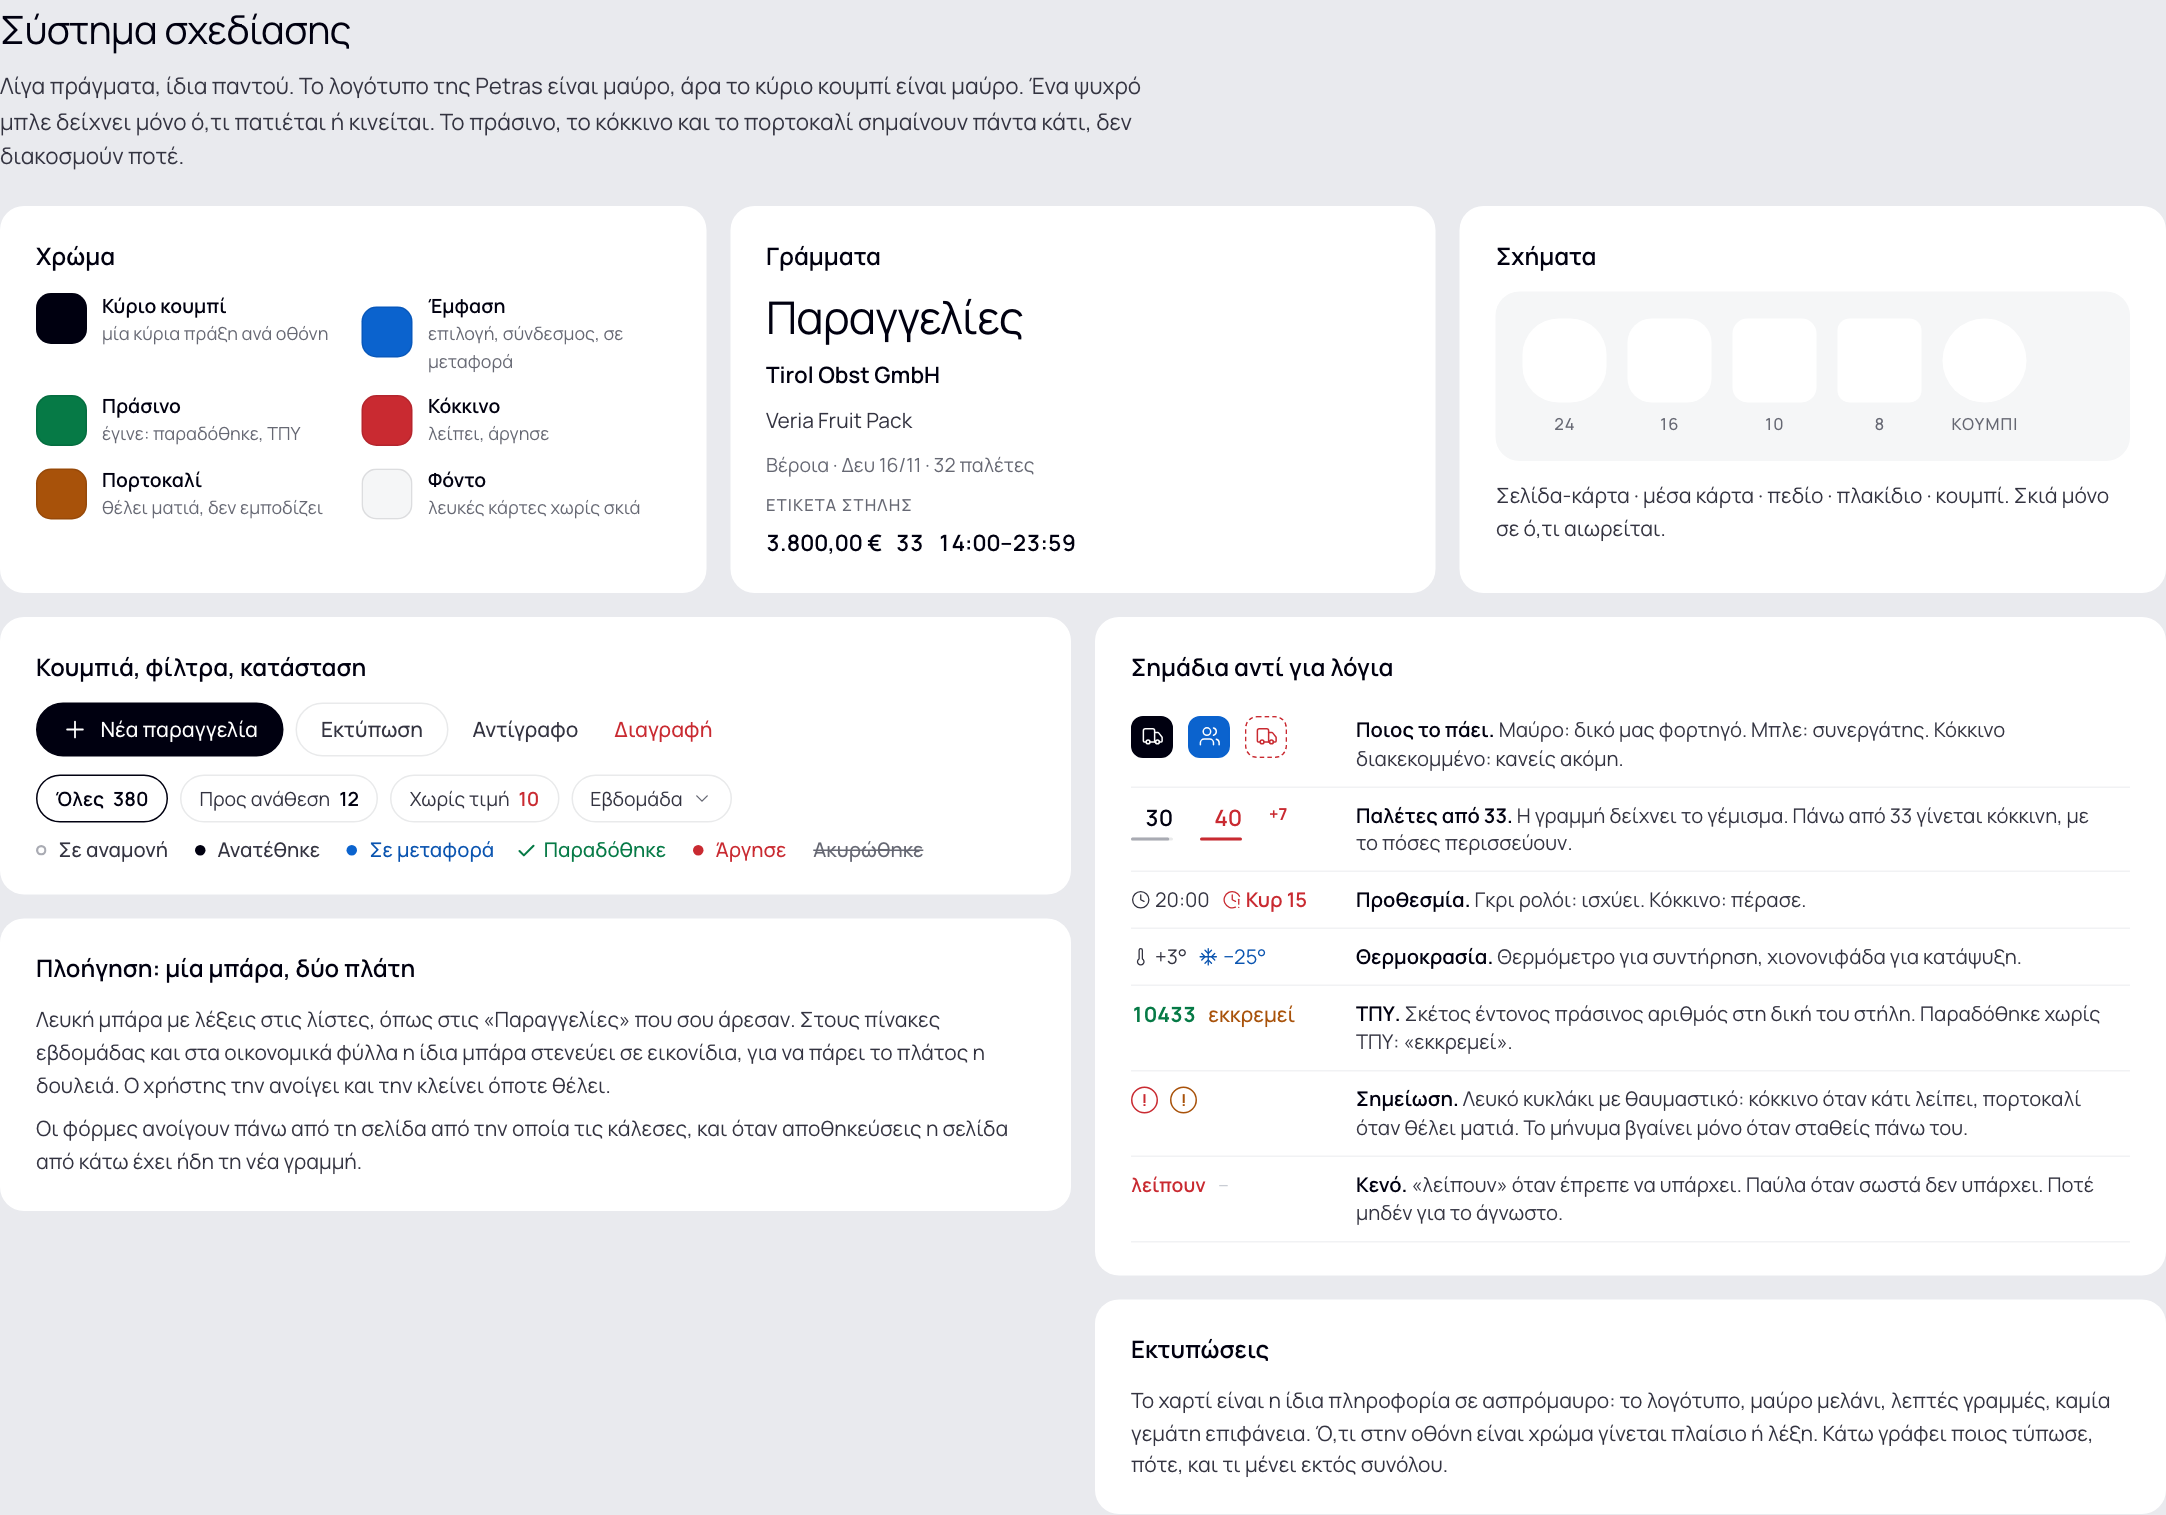 Σύστημα σχεδίασης
Λίγα πράγματα, ίδια παντού. Το λογότυπο της Petras είναι μαύρο, άρα το κύριο κουμπί είναι μαύρο. Ένα ψυχρό
μπλε δείχνει μόνο ό,τι πατιέται ή κινείται. Το πράσινο, το κόκκινο και το πορτοκαλί σημαίνουν πάντα κάτι, δεν
διακοσμούν ποτέ.
Χρώμα
Κύριο κουμπί
μία κύρια πράξη ανά οθόνη
Έμφαση
επιλογή, σύνδεσμος, σε
μεταφορά
Πράσινο
έγινε: παραδόθηκε, ΤΠΥ
Κόκκινο
λείπει, άργησε
Πορτοκαλί
θέλει ματιά, δεν εμποδίζει
Φόντο
λευκές κάρτες χωρίς σκιά
Γράμματα
Παραγγελίες
Tirol Obst GmbH
Veria Fruit Pack
Βέροια · Δευ 16/11 · 32 παλέτες
ΕΤΙΚΕΤΑ ΣΤΗΛΗΣ
3.800,00 € 33 14:00–23:59
Σχήματα
24 16 10 8 ΚΟΥΜΠΙ
Σελίδα-κάρτα · μέσα κάρτα · πεδίο · πλακίδιο · κουμπί. Σκιά μόνο
σε ό,τι αιωρείται.
Κουμπιά, φίλτρα, κατάσταση
Νέα παραγγελία Εκτύπωση Αντίγραφο Διαγραφή
Όλες 380 Προς ανάθεση 12 Χωρίς τιμή 10 Εβδομάδα
Σε αναμονή Ανατέθηκε Σε μεταφορά Παραδόθηκε Άργησε Ακυρώθηκε
Πλοήγηση: μία μπάρα, δύο πλάτη
Λευκή μπάρα με λέξεις στις λίστες, όπως στις «Παραγγελίες» που σου άρεσαν. Στους πίνακες
εβδομάδας και στα οικονομικά φύλλα η ίδια μπάρα στενεύει σε εικονίδια, για να πάρει το πλάτος η
δουλειά. Ο χρήστης την ανοίγει και την κλείνει όποτε θέλει.
Οι φόρμες ανοίγουν πάνω από τη σελίδα από την οποία τις κάλεσες, και όταν αποθηκεύσεις η σελίδα
από κάτω έχει ήδη τη νέα γραμμή.
Σημάδια αντί για λόγια
Ποιος το πάει. Μαύρο: δικό μας φορτηγό. Μπλε: συνεργάτης. Κόκκινο
διακεκομμένο: κανείς ακόμη.
30 40 +7
Παλέτες από 33. Η γραμμή δείχνει το γέμισμα. Πάνω από 33 γίνεται κόκκινη, με
το πόσες περισσεύουν.
20:00 Κυρ 15
Προθεσμία. Γκρι ρολόι: ισχύει. Κόκκινο: πέρασε.
+3° −25°
Θερμοκρασία. Θερμόμετρο για συντήρηση, χιονονιφάδα για κατάψυξη.
10433 εκκρεμεί
ΤΠΥ. Σκέτος έντονος πράσινος αριθμός στη δική του στήλη. Παραδόθηκε χωρίς
ΤΠΥ: «εκκρεμεί».
Σημείωση. Λευκό κυκλάκι με θαυμαστικό: κόκκινο όταν κάτι λείπει, πορτοκαλί
όταν θέλει ματιά. Το μήνυμα βγαίνει μόνο όταν σταθείς πάνω του.
λείπουν –
Κενό. «λείπουν» όταν έπρεπε να υπάρχει. Παύλα όταν σωστά δεν υπάρχει. Ποτέ
μηδέν για το άγνωστο.
Εκτυπώσεις
Το χαρτί είναι η ίδια πληροφορία σε ασπρόμαυρο: το λογότυπο, μαύρο μελάνι, λεπτές γραμμές, καμία
γεμάτη επιφάνεια. Ό,τι στην οθόνη είναι χρώμα γίνεται πλαίσιο ή λέξη. Κάτω γράφει ποιος τύπωσε,
πότε, και τι μένει εκτός συνόλου.